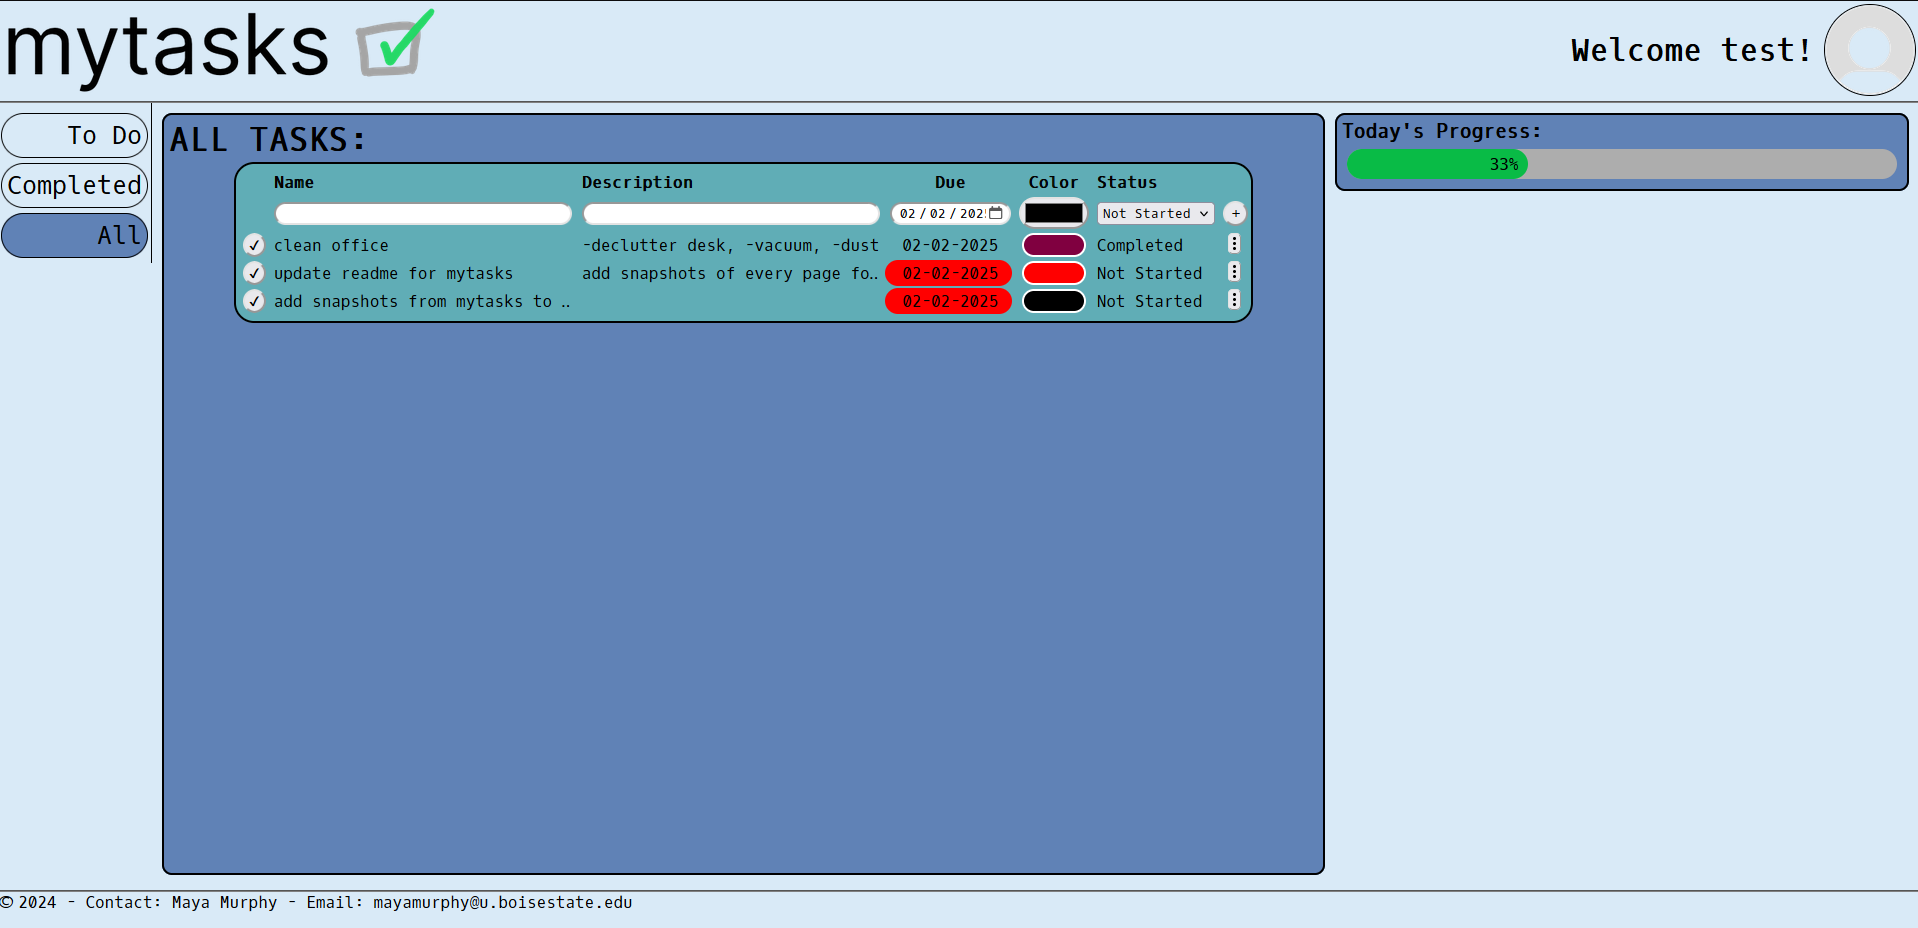 mytasks
Welcome test!
To Do
Completed
All
ALL TASKS:
Name Description Due Color Status
02/02/2025 Not Started +
✓ clean office -declutter desk, -vacuum, -dust 02-02-2025 Completed
✓ update readme for mytasks add snapshots of every page fo.. 02-02-2025 Not Started
✓ add snapshots from mytasks to .. 02-02-2025 Not Started
Today's Progress:
33%
© 2024 - Contact: Maya Murphy - Email: mayamurphy@u.boisestate.edu